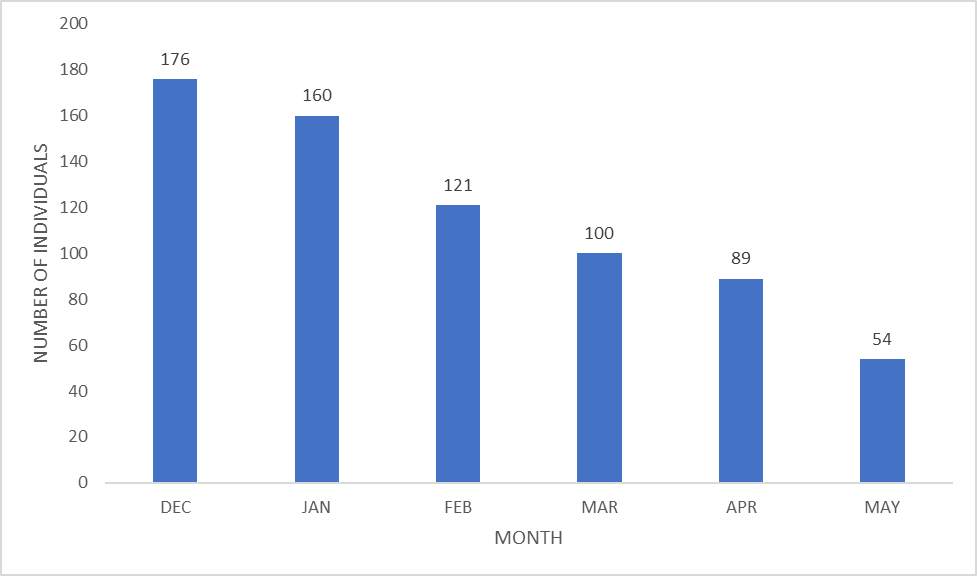 200
180
160
140
120
100
80
60
40
20
0
NUMBER OF INDIVIDUALS
176
160
121
100
89
54
DEC
JAN
FEB
MAR
APR
MAY
MONTH